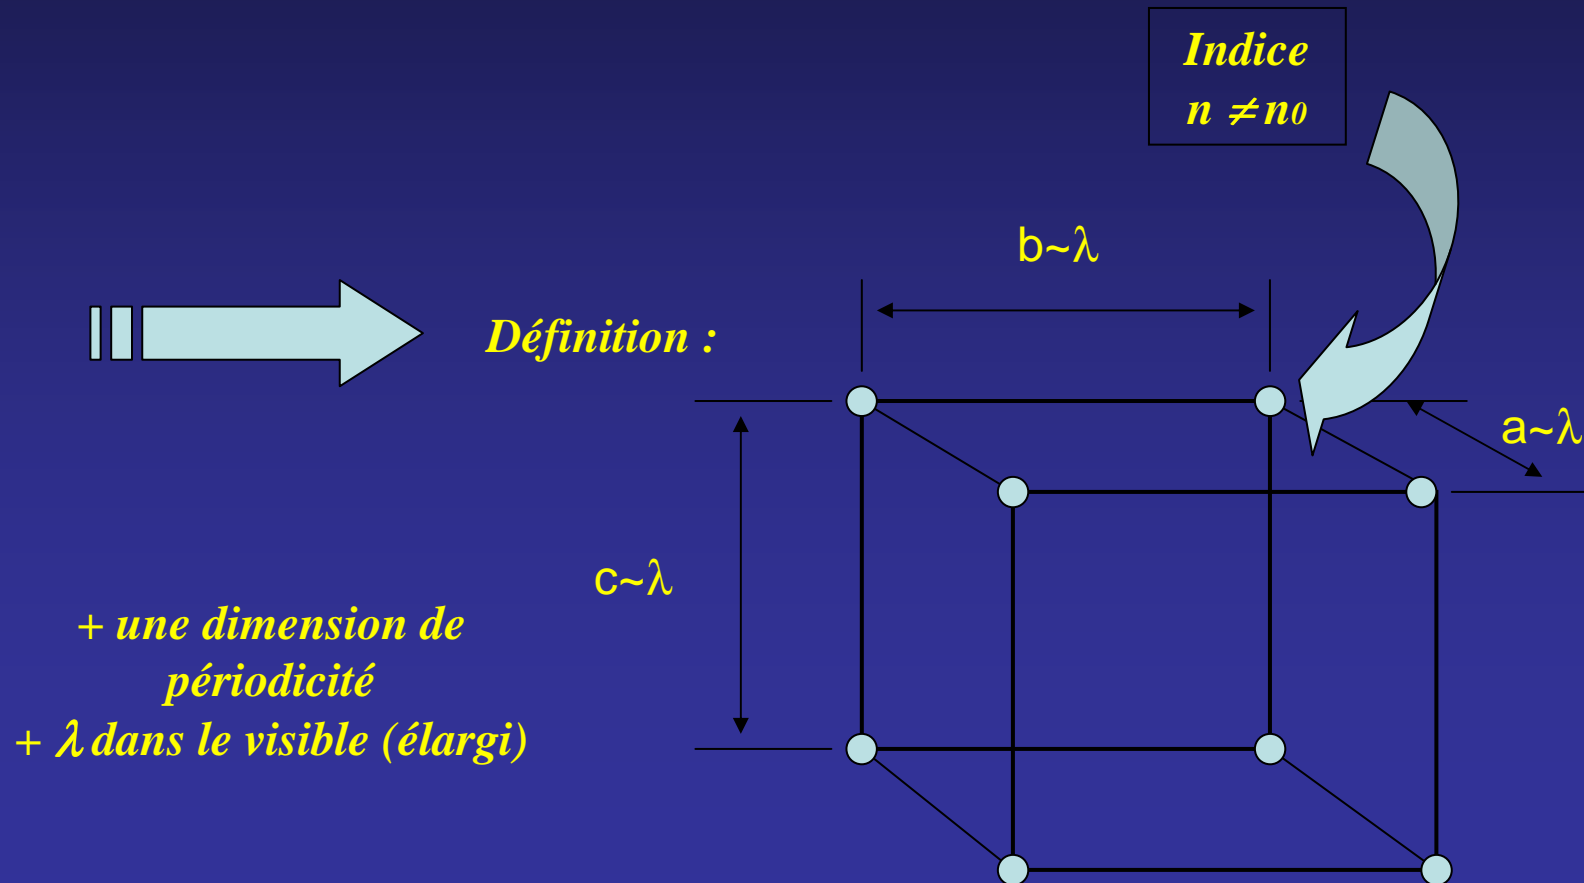 Indice
n ≠ n0
b~λ
Définition :
a~λ
c~λ
+ une dimension de
périodicité
+ λ dans le visible (élargi)